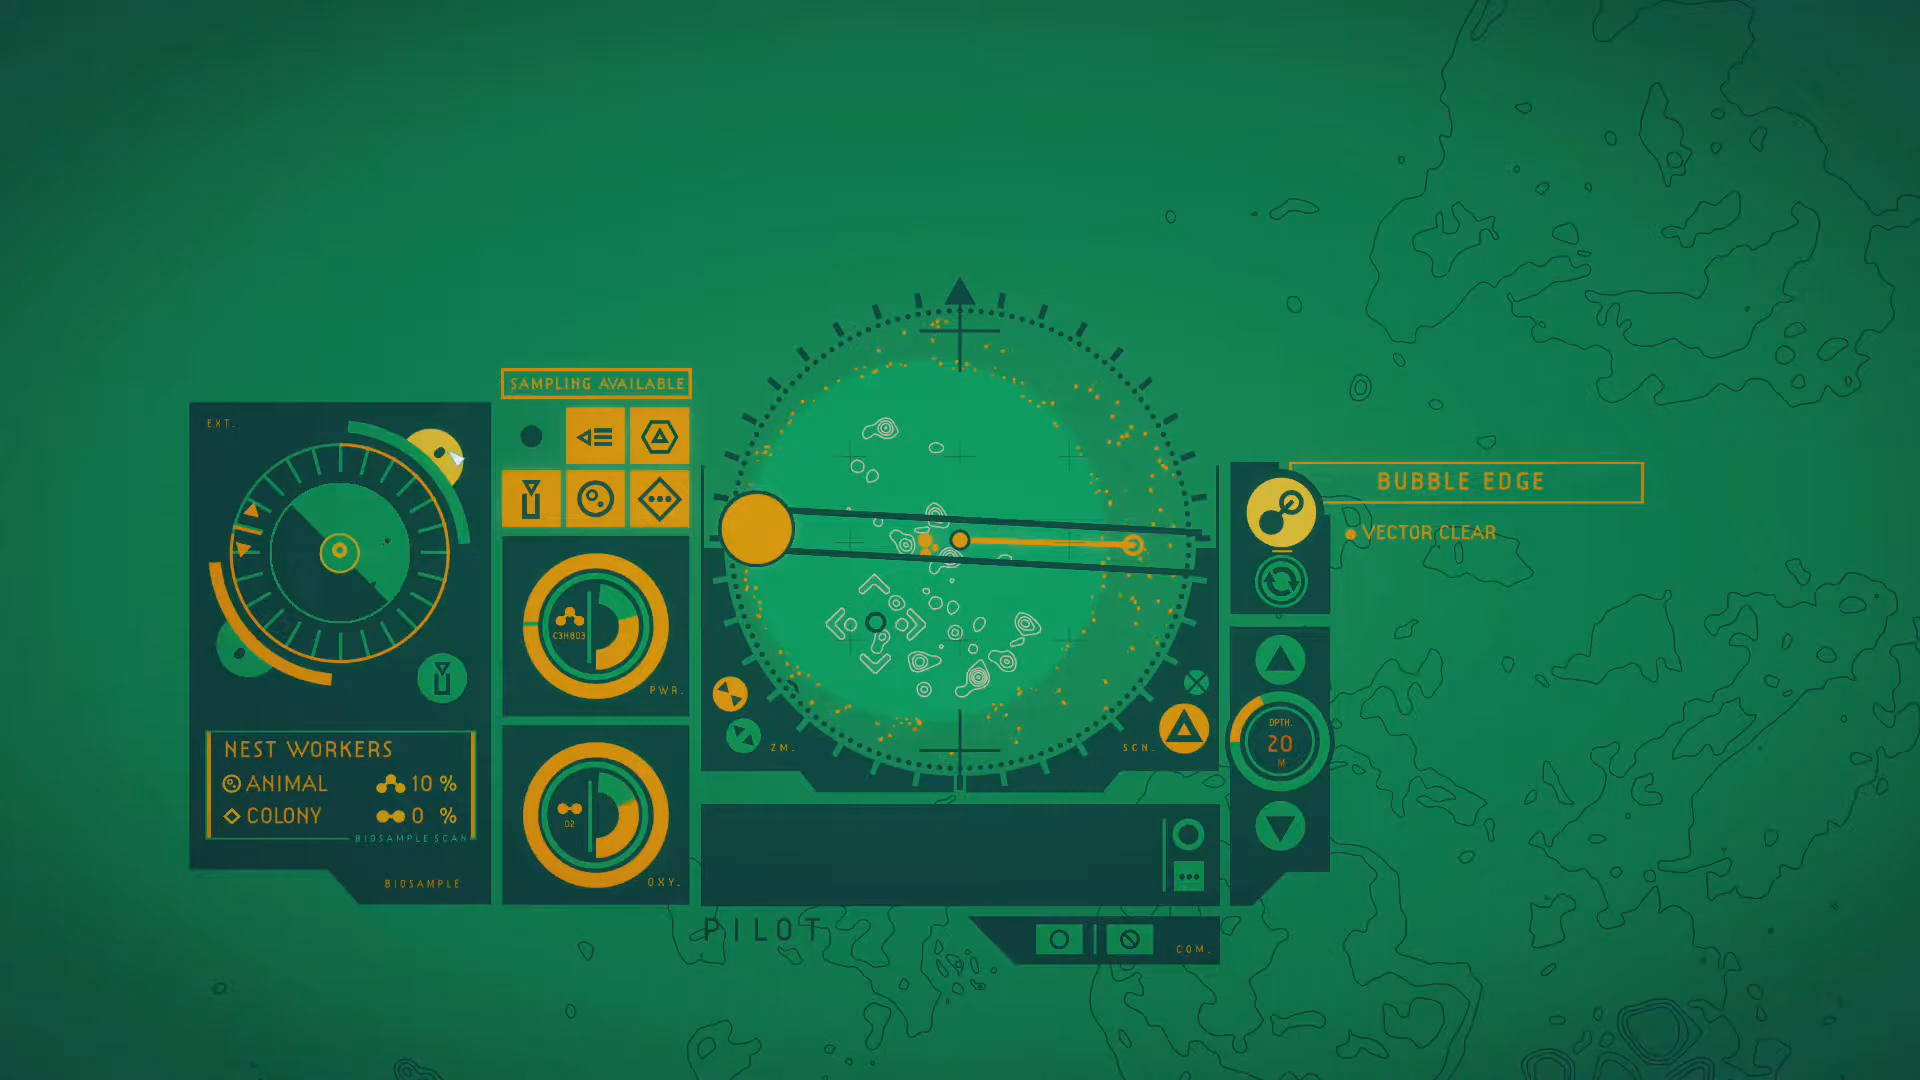 EXT.
SAMPLING AVAILABLE
BUBBLE EDGE
VECTOR CLEAR
C3H8O3
PWR.
O2
OXY.
NEST WORKERS
ANIMAL 10 %
COLONY 0 %
BIOSAMPLE SCAN
BIOSAMPLE
ZM.
SCN.
DPTH.
20
M
PILOT
COM.